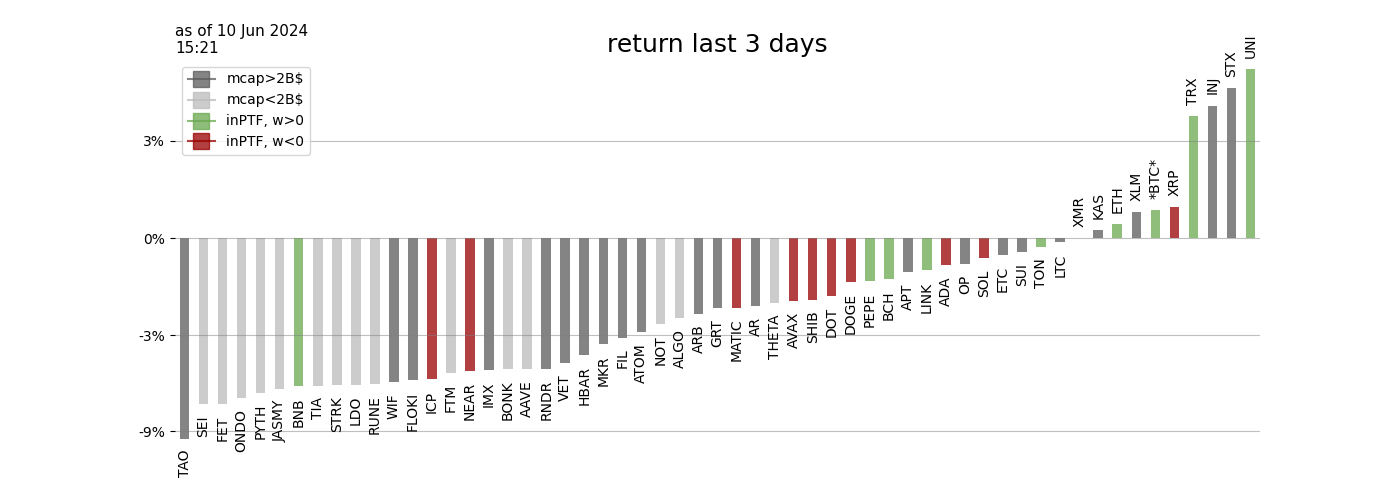 as of 10 Jun 2024
15:21
return last 3 days
mcap>2B$
mcap<2B$
inPTF, w>0
inPTF, w<0
3%
0%
-3%
-9%
TAO
SEI
FET
ONDO
PYTH
JASMY
BNB
TIA
STRK
LDO
RUNE
WIF
FLOKI
ICP
FTM
NEAR
IMX
BONK
AAVE
RNDR
VET
HBAR
MKR
FIL
ATOM
NOT
ALGO
ARB
GRT
MATIC
AR
THETA
AVAX
SHIB
DOT
DOGE
PEPE
BCH
APT
LINK
ADA
OP
SOL
ETC
SUI
TON
LTC
XMR
KAS
ETH
XLM
*BTC*
XRP
TRX
INJ
STX
UNI